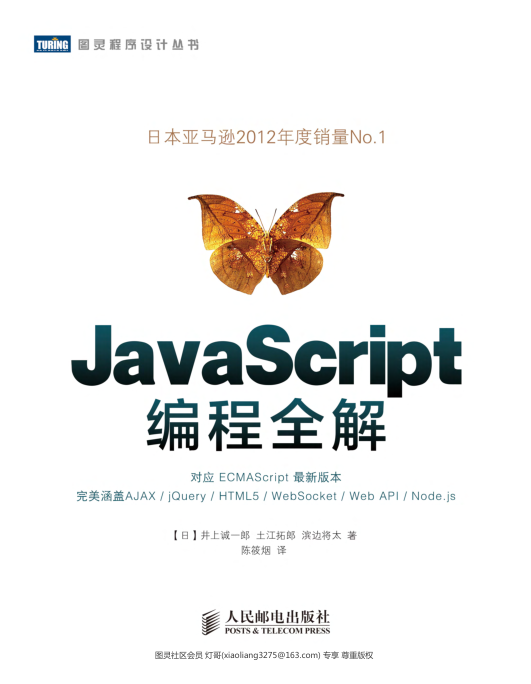 TURING 图灵程序设计丛书
日本亚马逊2012年度销量No.1
JavaScript
编程全解
对应 ECMAScript 最新版本
完美涵盖AJAX / jQuery / HTML5 / WebSocket / Web API / Node.js
【日】井上诚一郎 土江拓郎 滨边将太 著
陈筱烟 译
人民邮电出版社
POSTS & TELECOM PRESS
图灵社区会员 灯哥(xiaoliang3275@163.com) 专享 尊重版权